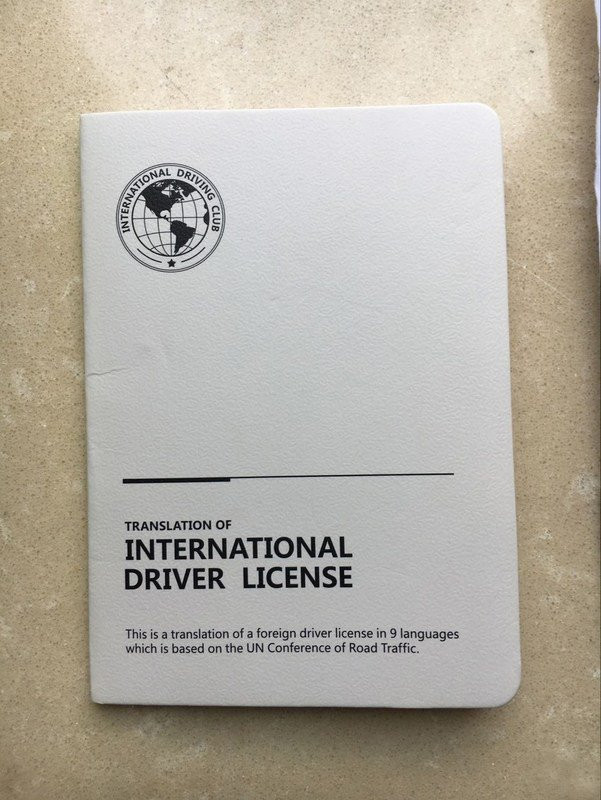 INTERNATIONAL DRIVING CLUB
TRANSLATION OF
INTERNATIONAL
DRIVER LICENSE
This is a translation of a foreign driver license in 9 languages
which is based on the UN Conference of Road Traffic.